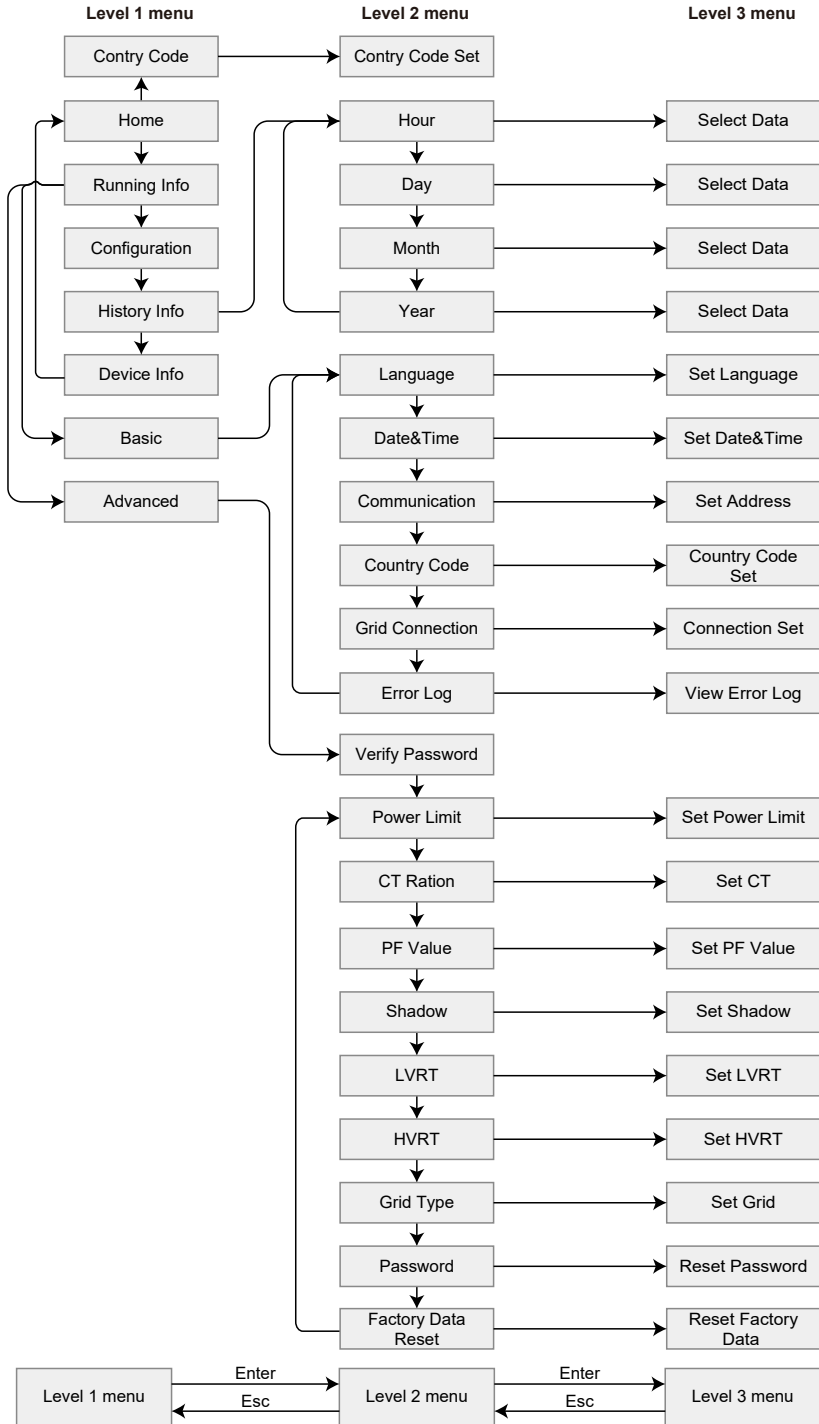 Level 1 menu Level 2 menu Level 3 menu
Contry Code Contry Code Set
Home Hour Select Data
Running Info Day Select Data
Configuration Month Select Data
History Info Year Select Data
Device Info Language Set Language
Basic Date&Time Set Date&Time
Advanced Communication Set Address
Country Code Country Code
Set
Grid Connection Connection Set
Error Log View Error Log
Verify Password
Power Limit Set Power Limit
CT Ration Set CT
PF Value Set PF Value
Shadow Set Shadow
LVRT Set LVRT
HVRT Set HVRT
Grid Type Set Grid
Password Reset Password
Factory Data Reset Factory
Reset Data
Enter Enter
Level 1 menu Level 2 menu Level 3 menu
Esc Esc